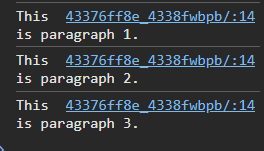 This 43376ff8e_4338fwbpb/:14
is paragraph 1.
This 43376ff8e_4338fwbpb/:14
is paragraph 2.
This 43376ff8e_4338fwbpb/:14
is paragraph 3.